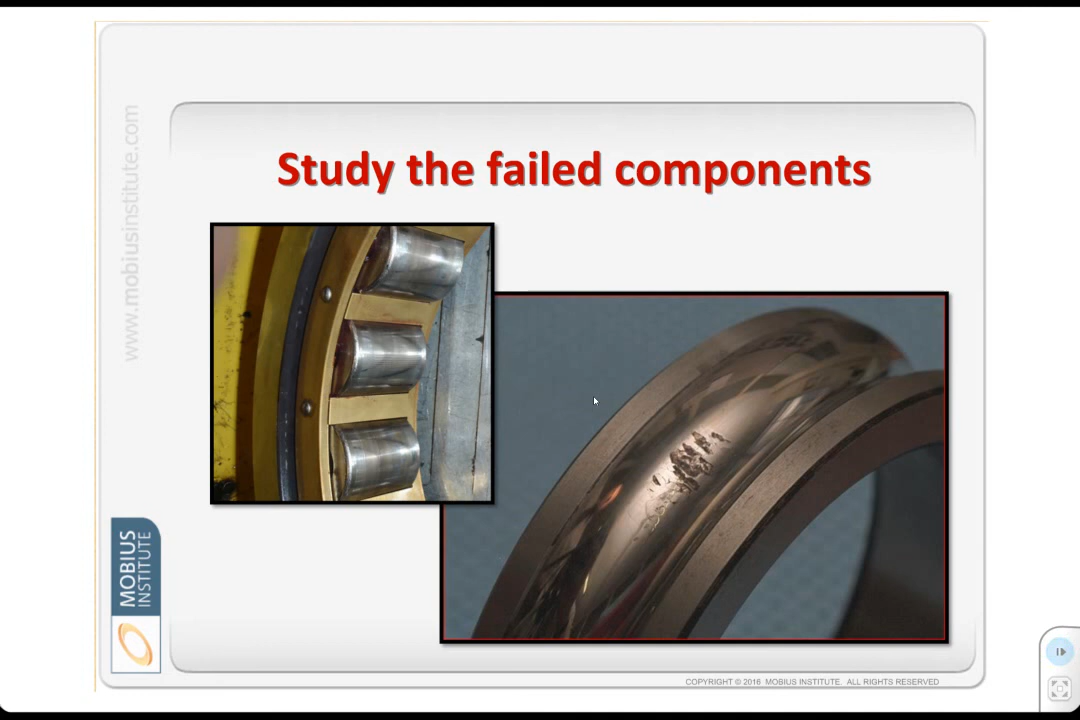 www.mobiusinstitute.com
Study the failed components
MOBIUS
INSTITUTE
COPYRIGHT © 2016 MOBIUS INSTITUTE. ALL RIGHTS RESERVED